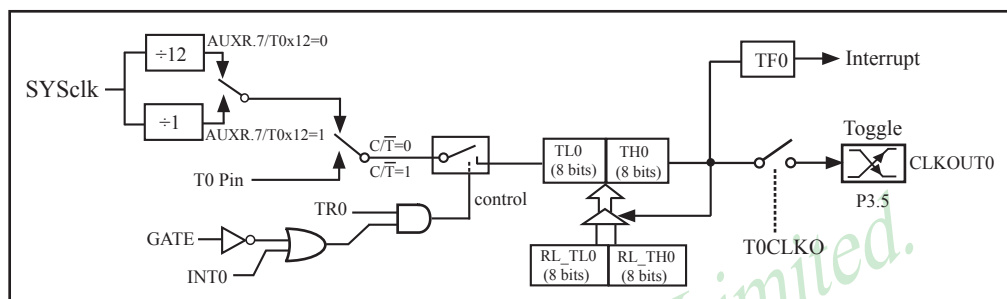 SYSclk
÷12
AUXR.7/T0x12=0
÷1
AUXR.7/T0x12=1
T0 Pin
C/T̅=0
C/T̅=1
GATE
INT0
TR0
control
TL0
(8 bits)
TH0
(8 bits)
RL_TL0
(8 bits)
RL_TH0
(8 bits)
TF0
Interrupt
Toggle
CLKOUT0
P3.5
T0CLKO
Limited.